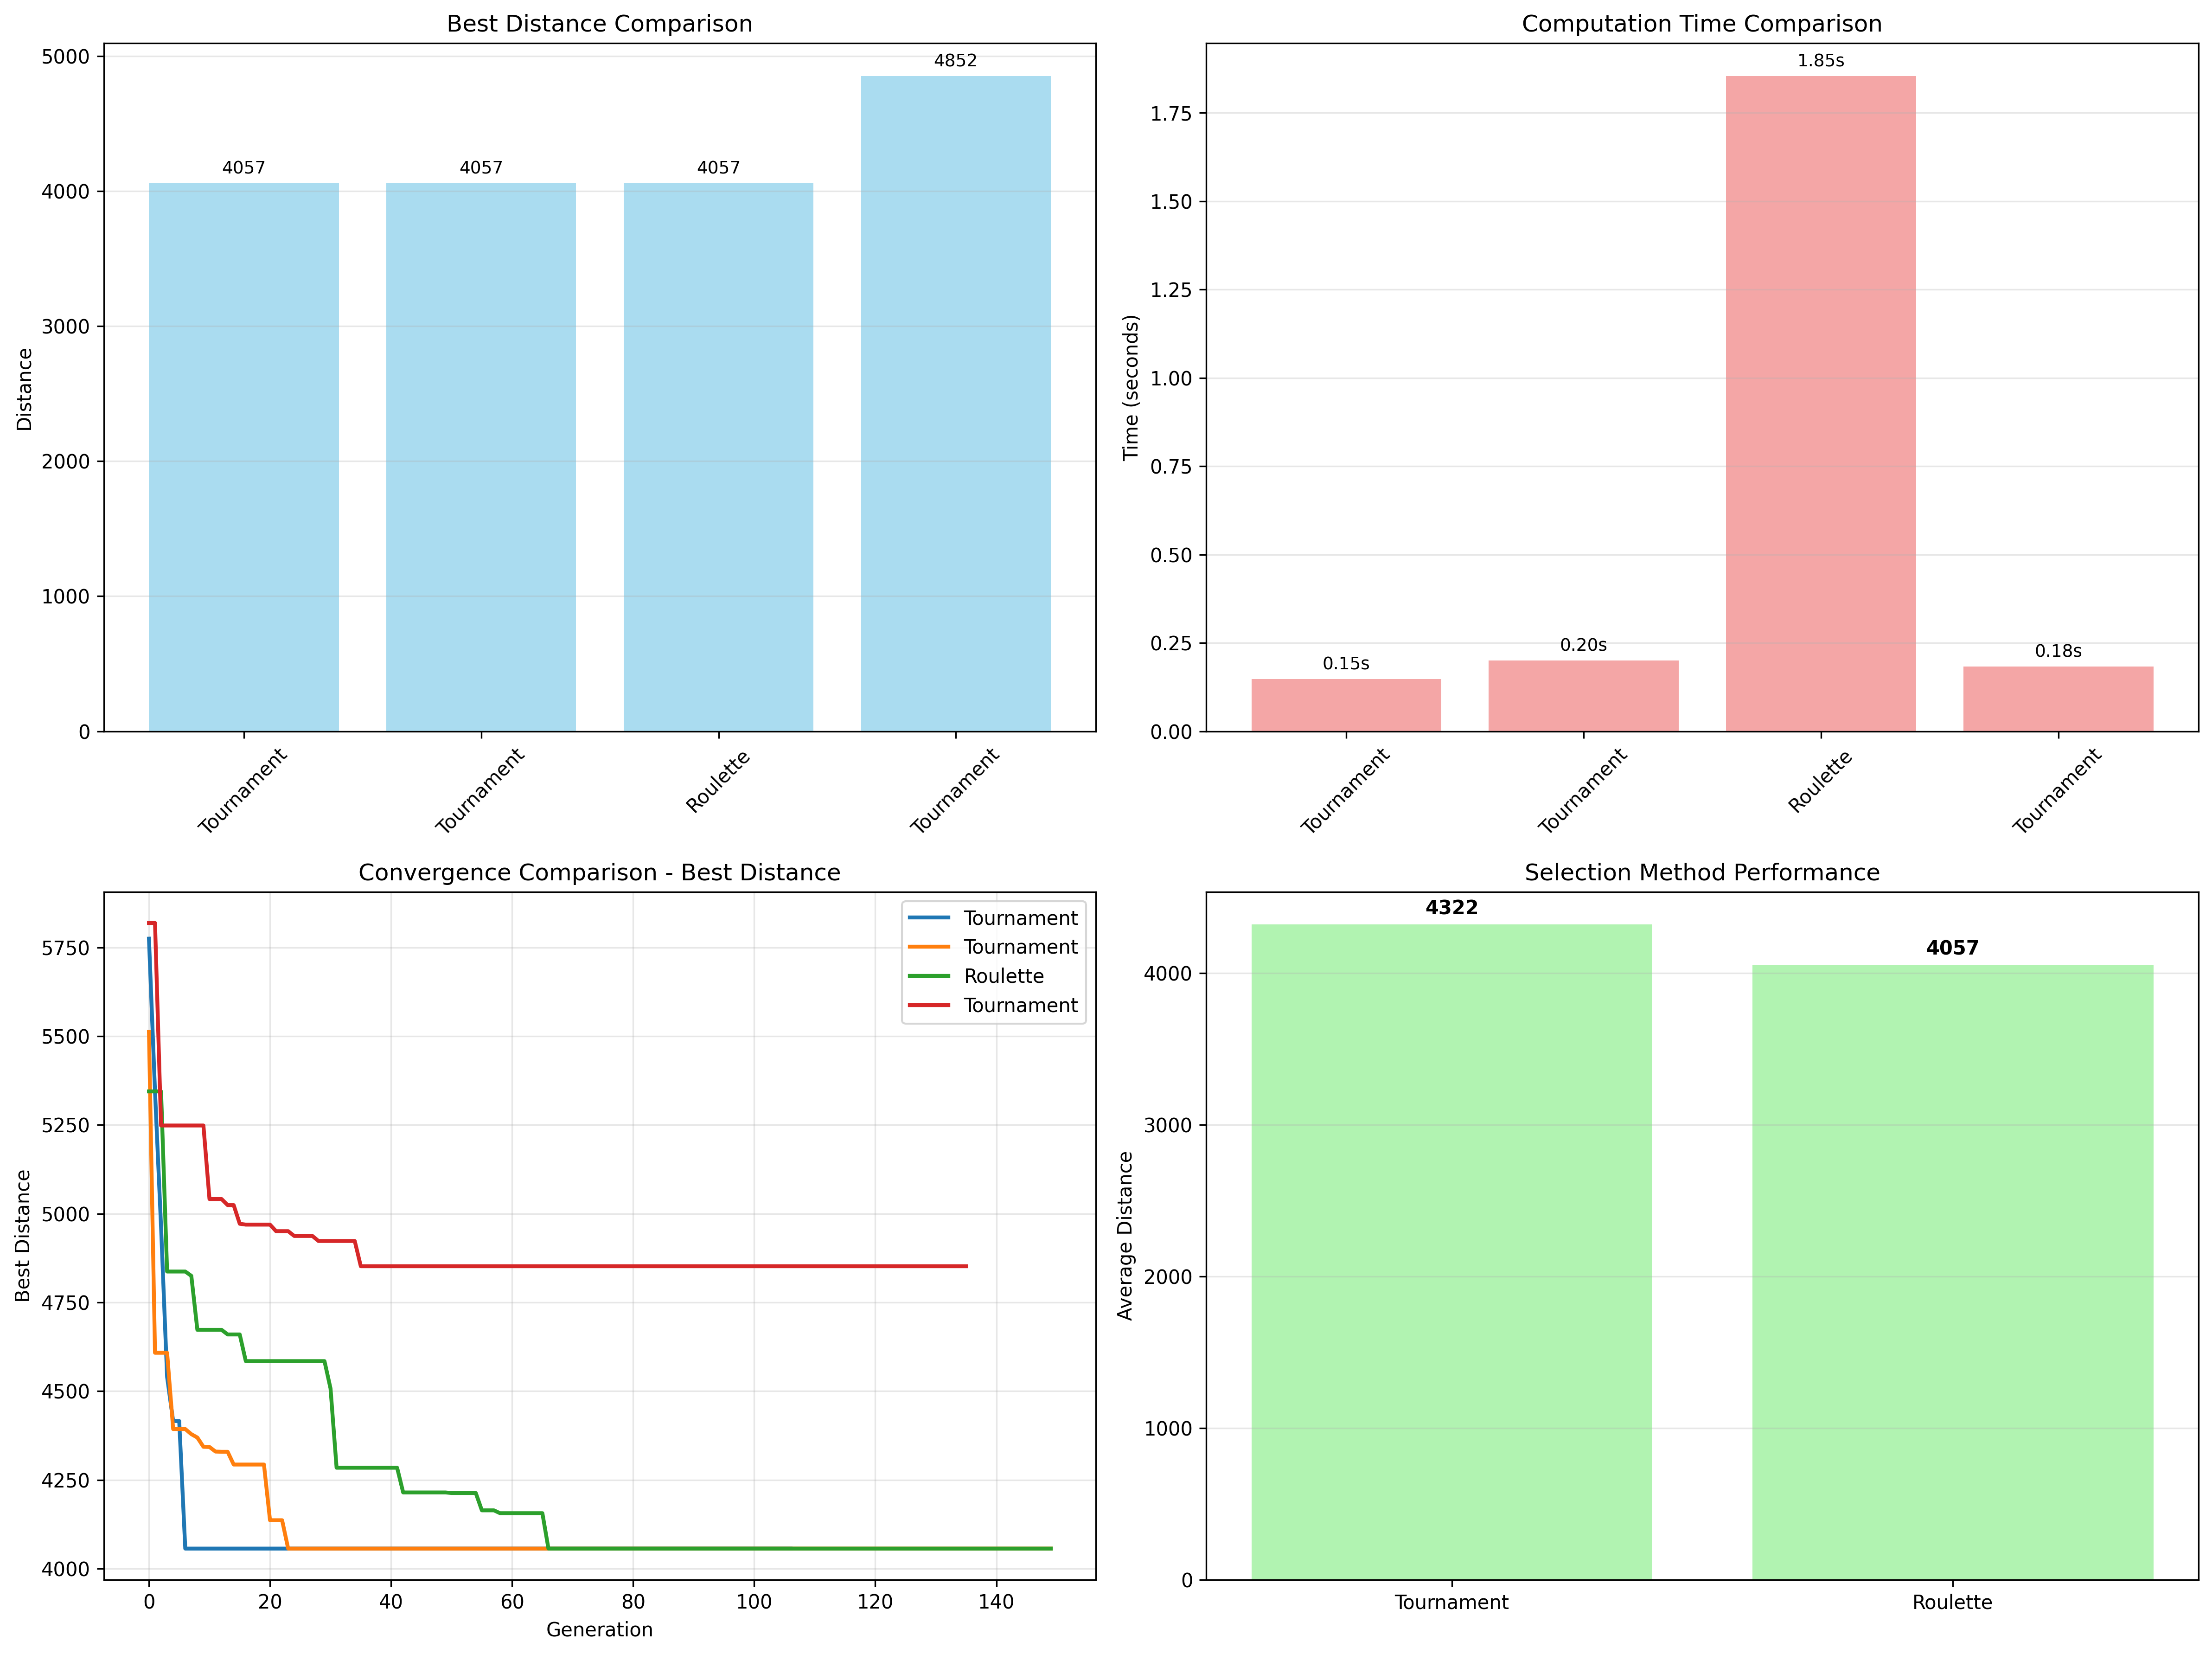 Best Distance Comparison
Distance
5000
4000
3000
2000
1000
0
4057
4057
4057
4852
Tournament
Tournament
Roulette
Tournament
Computation Time Comparison
Time (seconds)
1.75
1.50
1.25
1.00
0.75
0.50
0.25
0.00
0.15s
0.20s
1.85s
0.18s
Tournament
Tournament
Roulette
Tournament
Convergence Comparison - Best Distance
Best Distance
5750
5500
5250
5000
4750
4500
4250
4000
Tournament
Tournament
Roulette
Tournament
0 20 40 60 80 100 120 140
Generation
Selection Method Performance
Average Distance
4000
3000
2000
1000
0
4322
4057
Tournament
Roulette